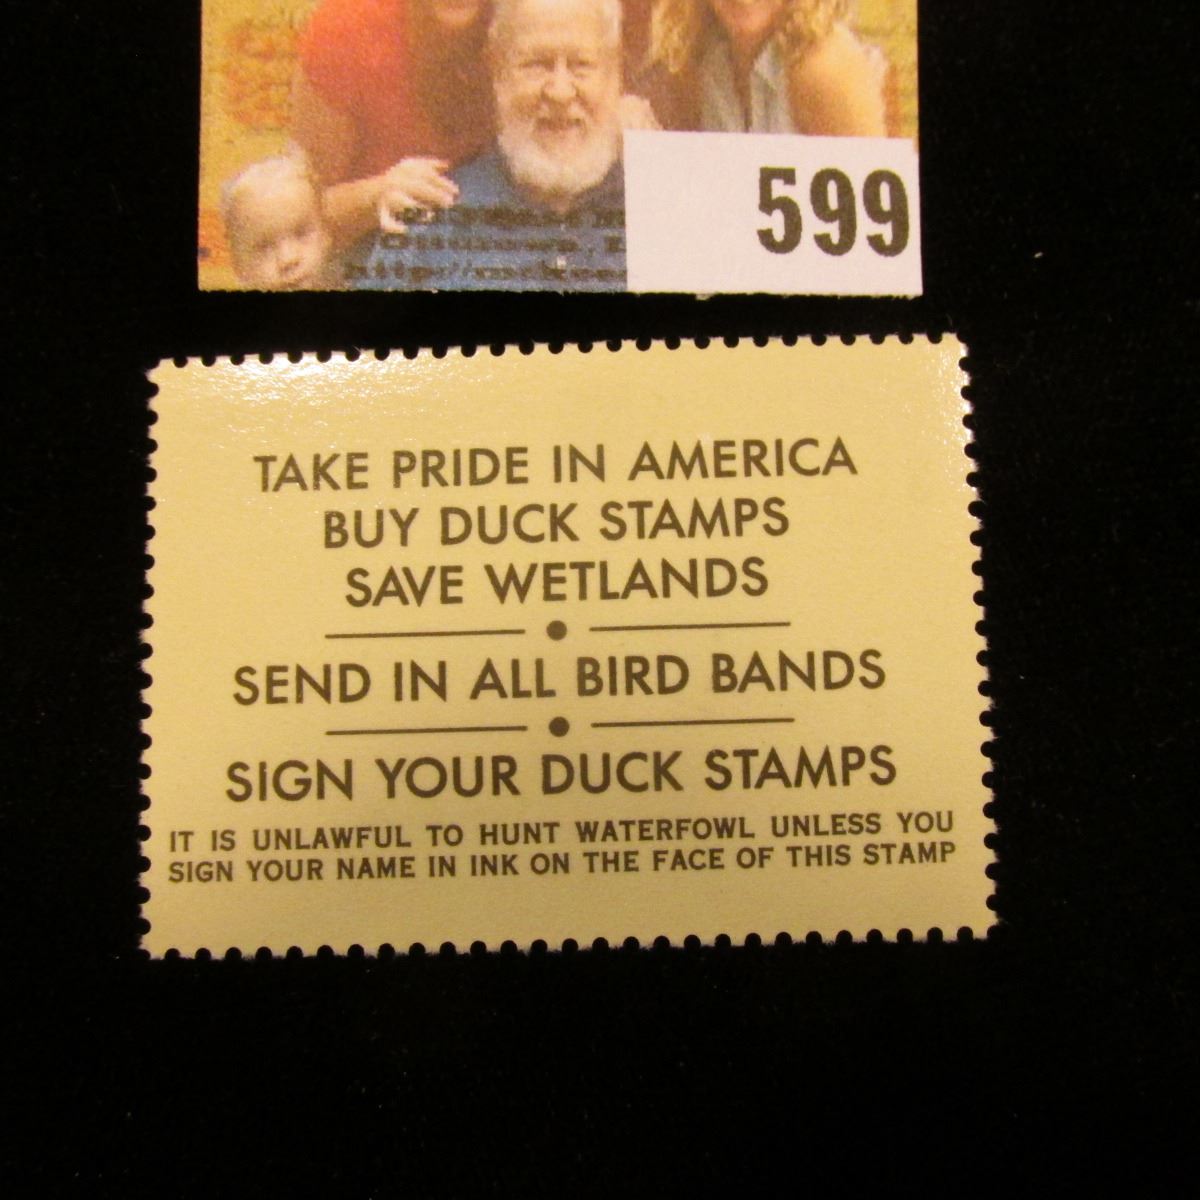 599
TAKE PRIDE IN AMERICA
BUY DUCK STAMPS
SAVE WETLANDS
SEND IN ALL BIRD BANDS
SIGN YOUR DUCK STAMPS
IT IS UNLAWFUL TO HUNT WATERFOWL UNLESS YOU
SIGN YOUR NAME IN INK ON THE FACE OF THIS STAMP